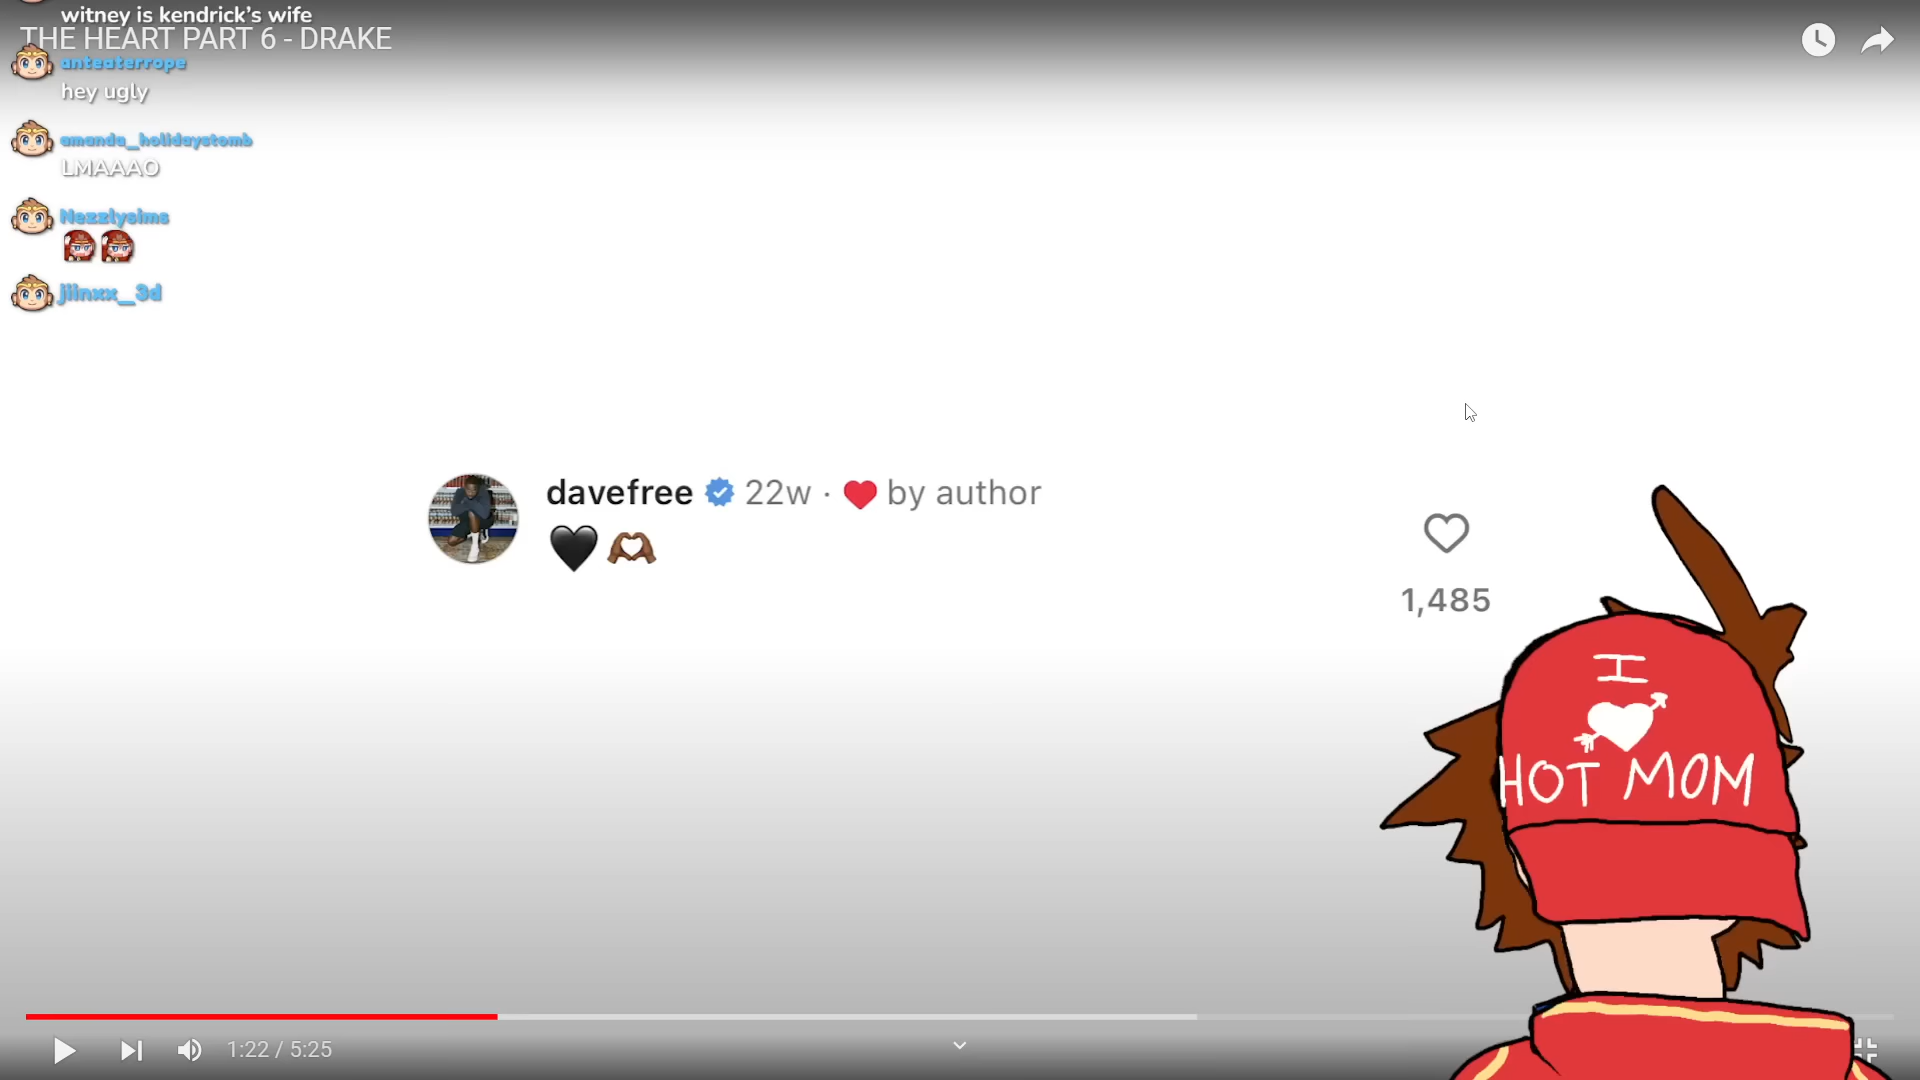 witney is kendrick's wife
THE HEART PART 6 - DRAKE
anteaterrope
hey ugly
amanda_holidaystomb
LMAAAO
Nezzlysims
jiinxx_3d
davefree 22w · ❤️ by author
🖤 🫶🏾
1,485
I
HOT MOM
1:22 / 5:25